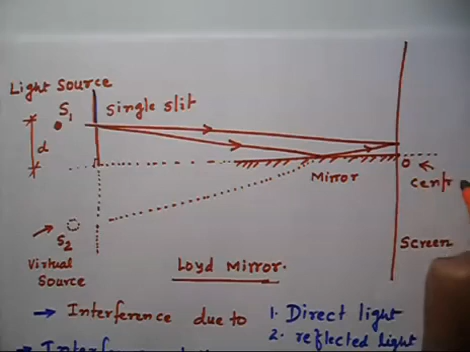 Light Source
S1
Single slit
d
O
Mirror
centr
S2
Screen
Virtual
Source
Loyd Mirror.
→ Interference due to 1. Direct light
2. reflected light